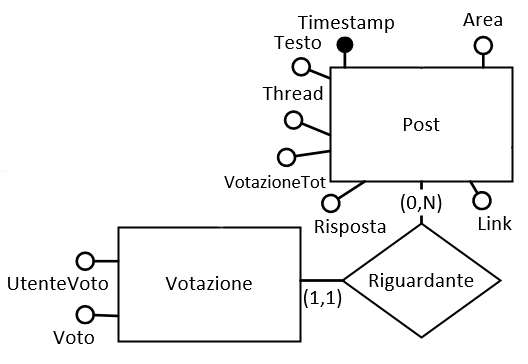 Timestamp
Area
Testo
Thread
Post
VotazioneTot
(0,N)
Risposta
Link
Votazione
Riguardante
UtenteVoto
(1,1)
Voto